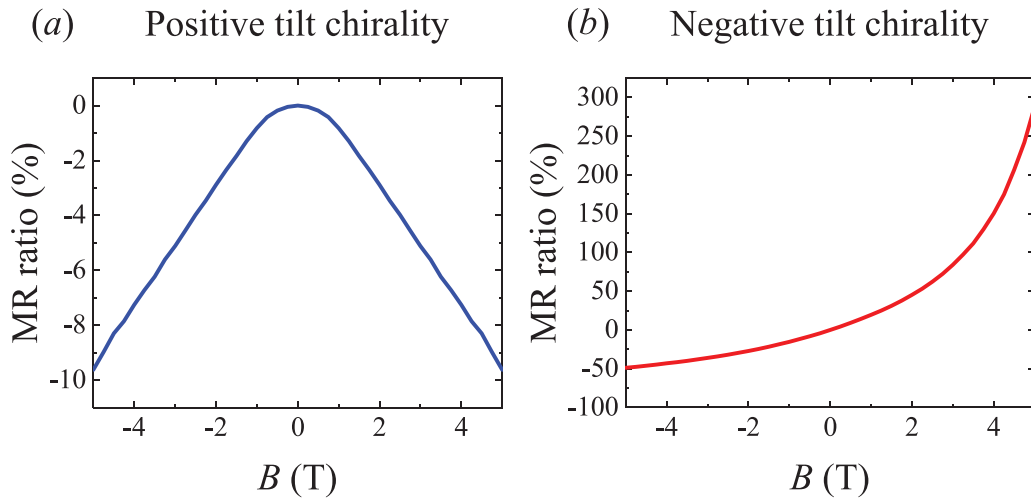 (a) Positive tilt chirality
MR ratio (%)
0
-2
-4
-6
-8
-10
-4 -2 0 2 4
B (T)
(b) Negative tilt chirality
MR ratio (%)
300
250
200
150
100
50
0
-50
-100
-4 -2 0 2 4
B (T)